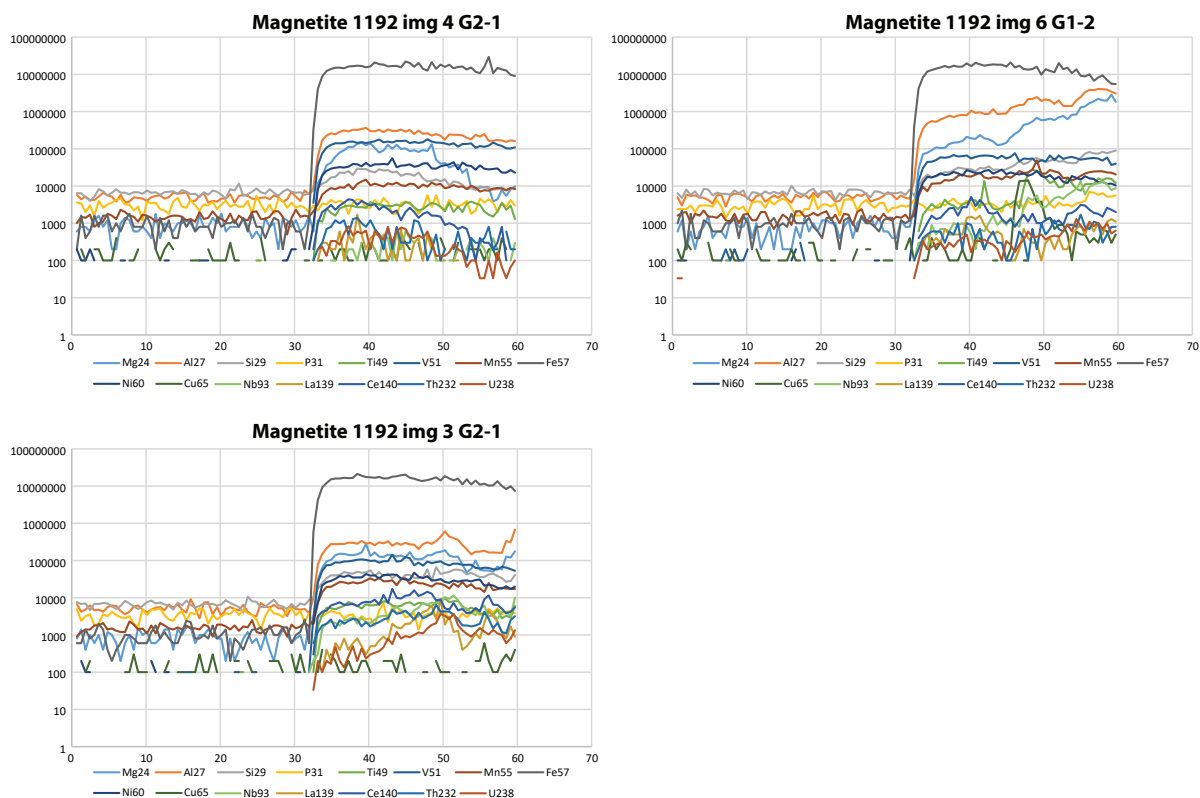 Magnetite 1192 img 4 G2-1
100000000
10000000
1000000
100000
10000
1000
100
10
1
0 10 20 30 40 50 60 70
Mg24 Al27 Si29 P31 Ti49 V51 Mn55 Fe57
Ni60 Cu65 Nb93 La139 Ce140 Th232 U238
Magnetite 1192 img 6 G1-2
100000000
10000000
1000000
100000
10000
1000
100
10
1
0 10 20 30 40 50 60 70
Mg24 Al27 Si29 P31 Ti49 V51 Mn55 Fe57
Ni60 Cu65 Nb93 La139 Ce140 Th232 U238
Magnetite 1192 img 3 G2-1
100000000
10000000
1000000
100000
10000
1000
100
10
1
0 10 20 30 40 50 60 70
Mg24 Al27 Si29 P31 Ti49 V51 Mn55 Fe57
Ni60 Cu65 Nb93 La139 Ce140 Th232 U238